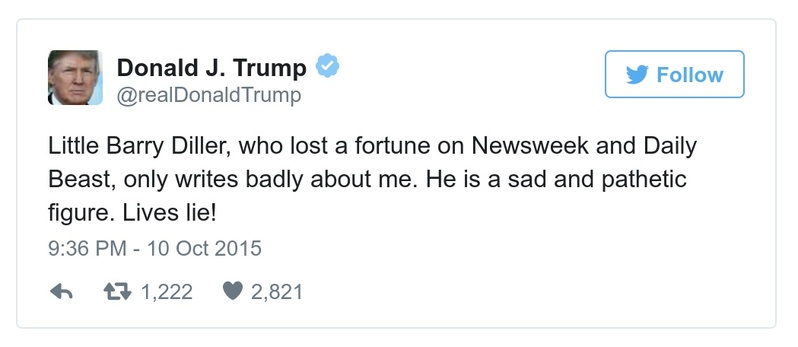 Donald J. Trump
@realDonaldTrump
Follow
Little Barry Diller, who lost a fortune on Newsweek and Daily
Beast, only writes badly about me. He is a sad and pathetic
figure. Lives lie!
9:36 PM - 10 Oct 2015
1,222 2,821